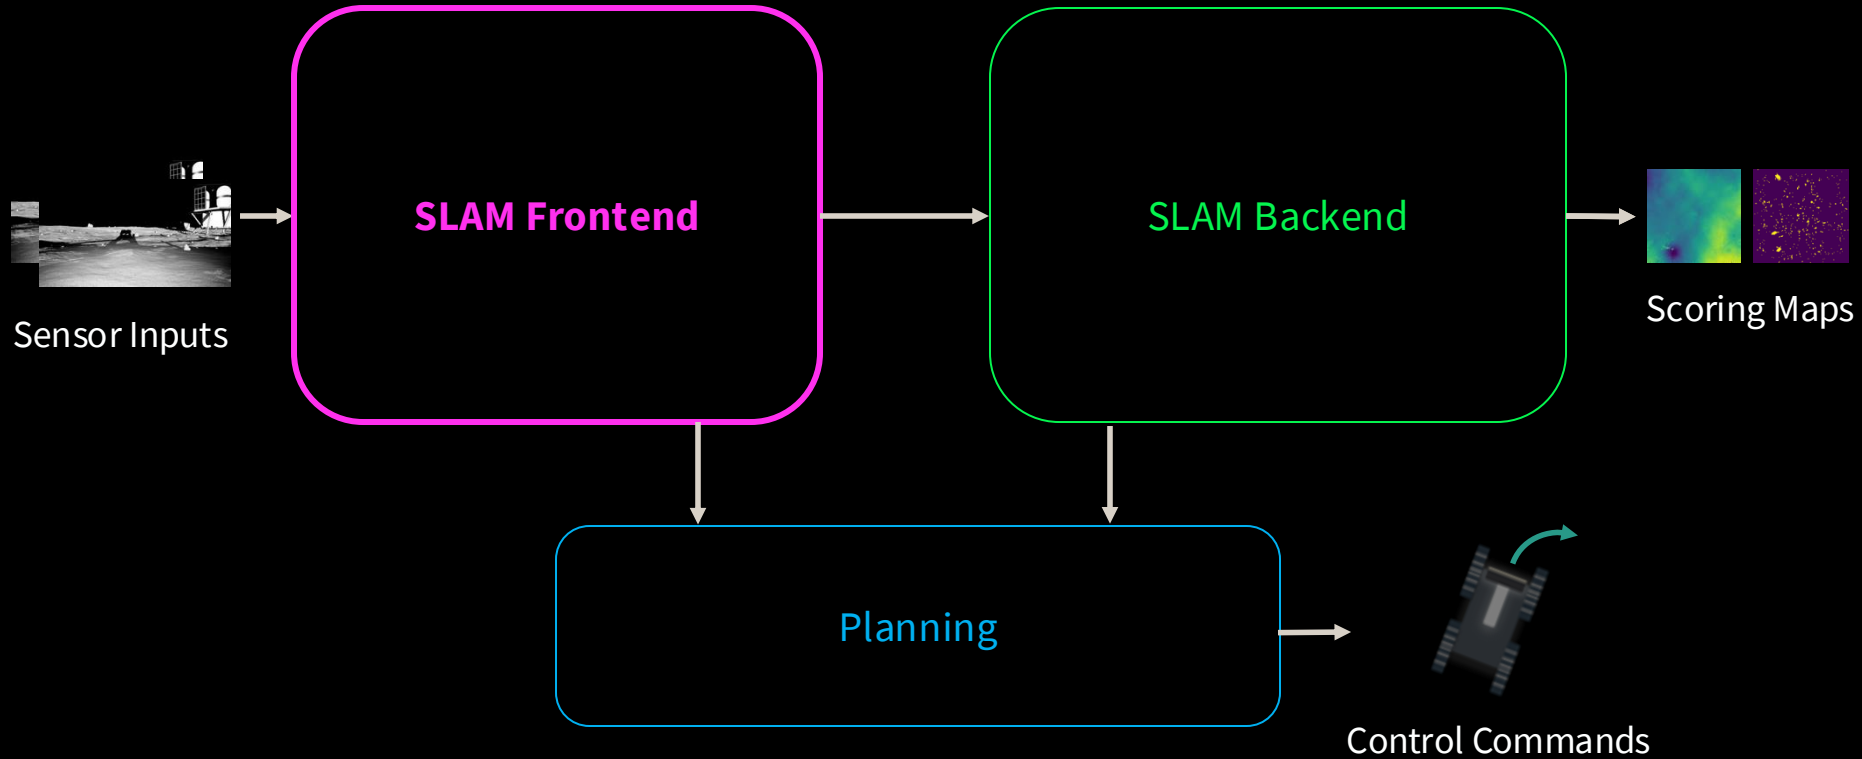 SLAM Frontend
SLAM Backend
Sensor Inputs
Scoring Maps
Planning
Control Commands